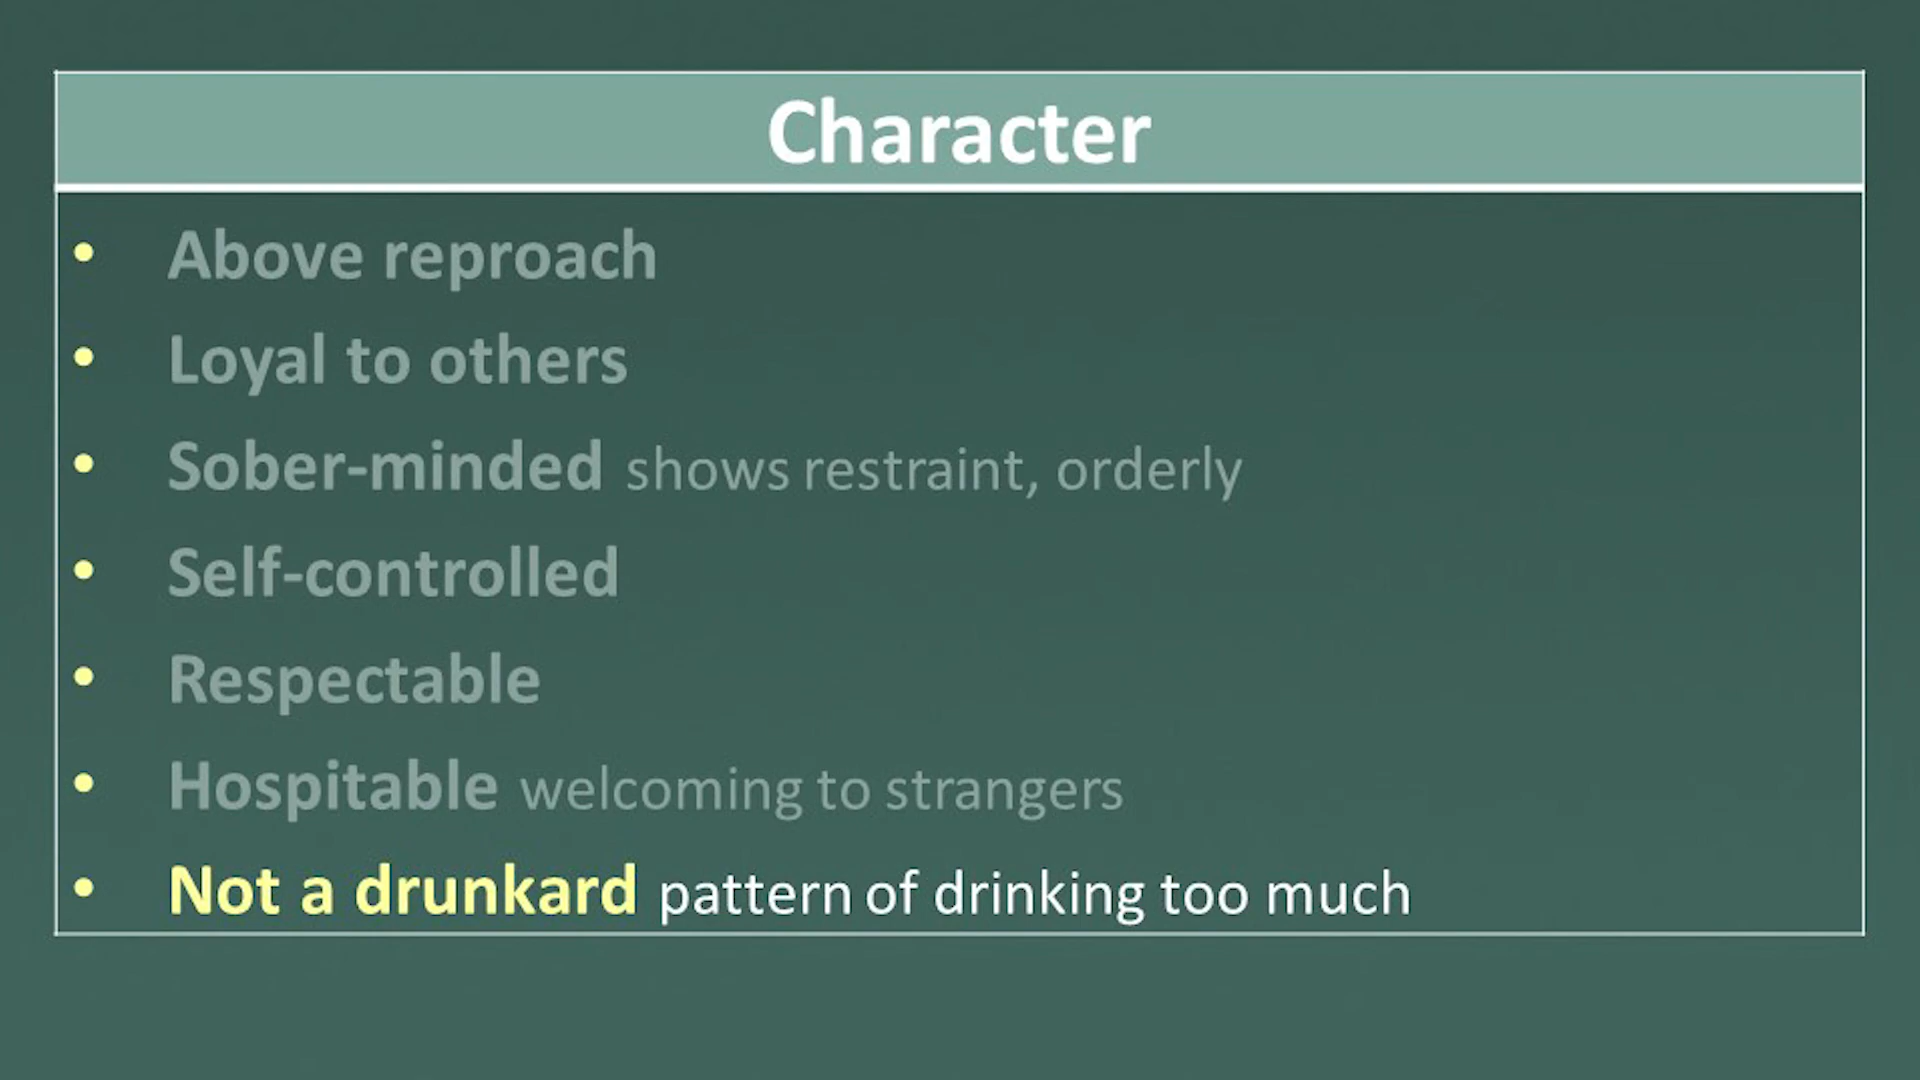 Character
• Above reproach
• Loyal to others
• Sober-minded shows restraint, orderly
• Self-controlled
• Respectable
• Hospitable welcoming to strangers
• Not a drunkard pattern of drinking too much